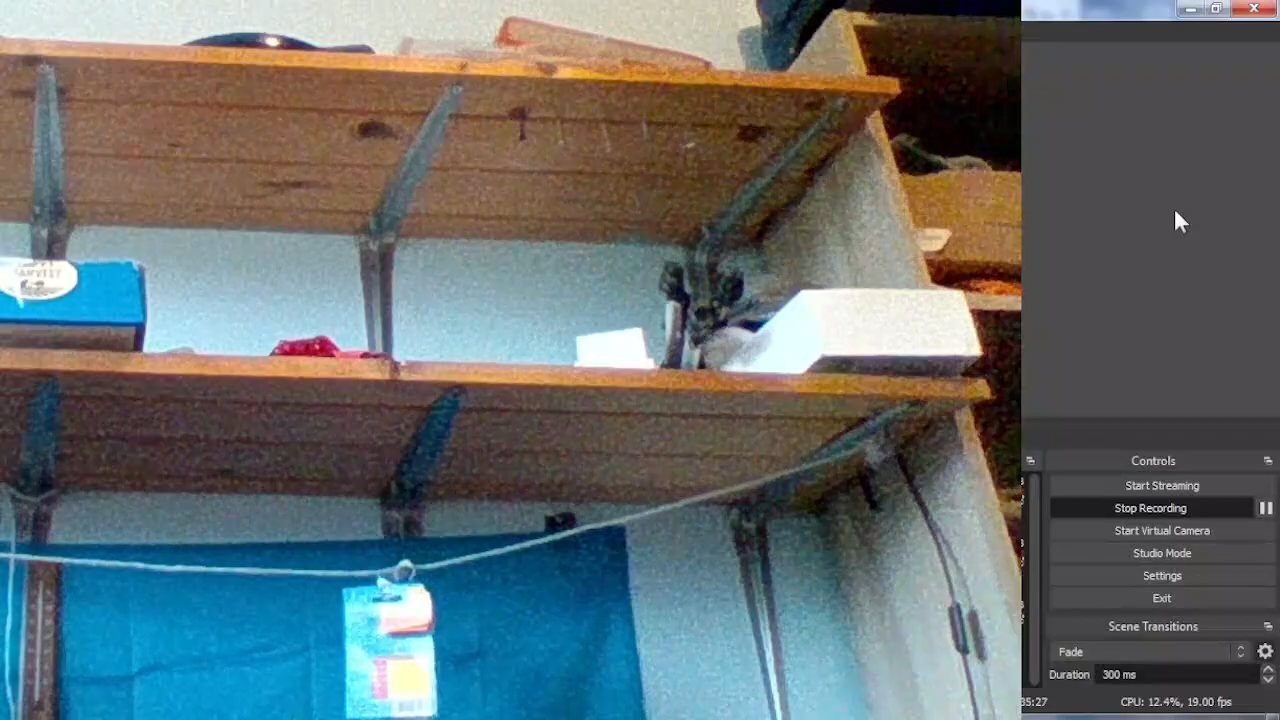 HARVEST
Controls
Start Streaming
Stop Recording
Start Virtual Camera
Studio Mode
Settings
Exit
Scene Transitions
Fade
Duration 300 ms
35:27 CPU: 12.4%, 19.00 fps